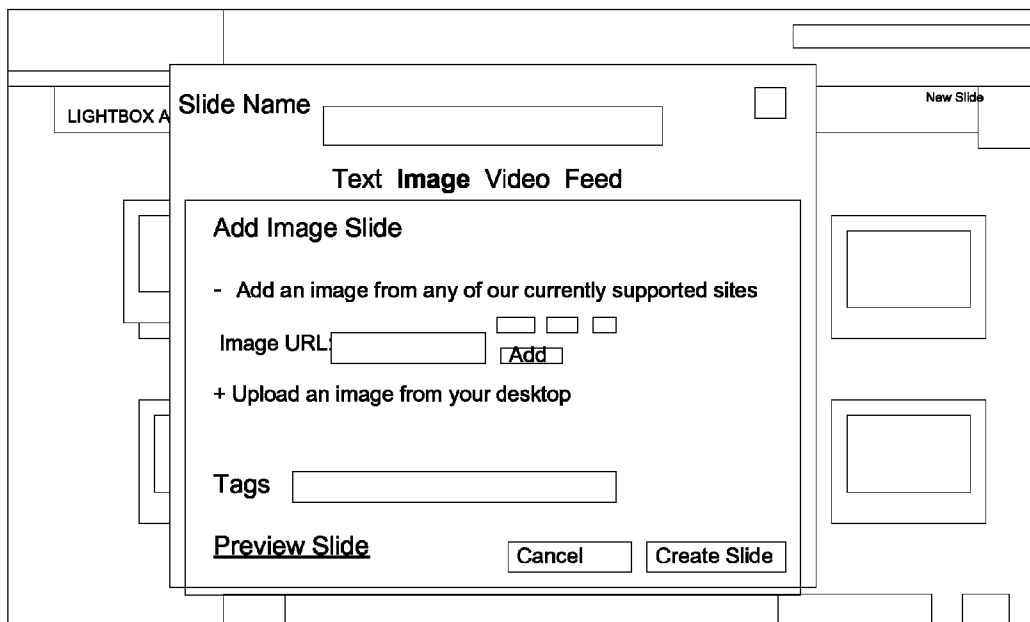 New Slide
LIGHTBOX A
Slide Name
Text Image Video Feed
Add Image Slide
- Add an image from any of our currently supported sites
Image URL:
Add
+ Upload an image from your desktop
Tags
Preview Slide
Cancel
Create Slide